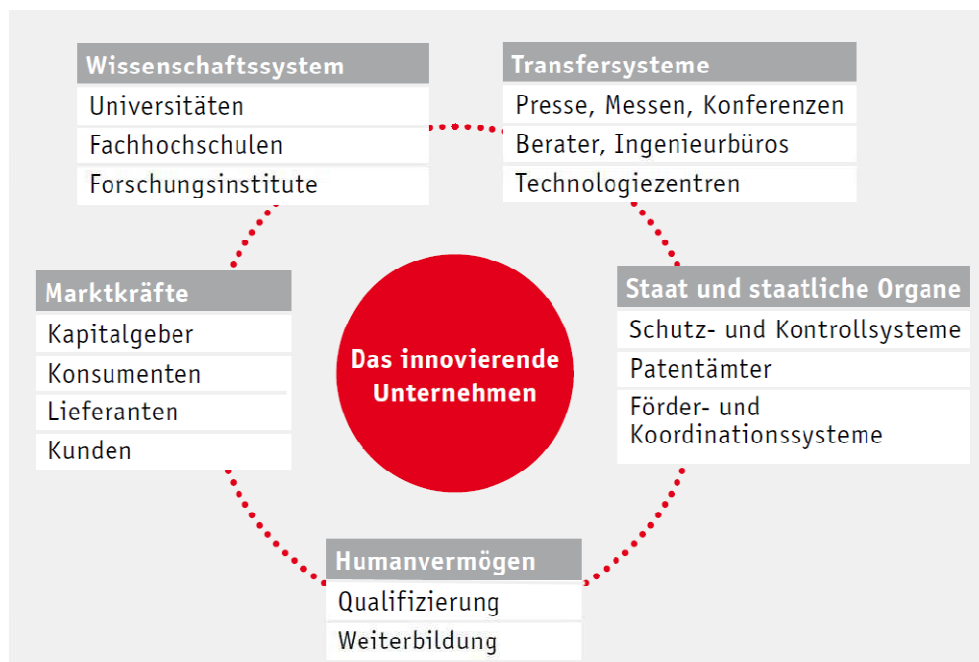 Wissenschaftssystem
Universitäten
Fachhochschulen
Forschungsinstitute
Transfersysteme
Presse, Messen, Konferenzen
Berater, Ingenieurbüros
Technologiezentren
Marktkräfte
Kapitalgeber
Konsumenten
Lieferanten
Kunden
Das innovierende
Unternehmen
Staat und staatliche Organe
Schutz- und Kontrollsysteme
Patentämter
Förder- und
Koordinationssysteme
Humanvermögen
Qualifizierung
Weiterbildung